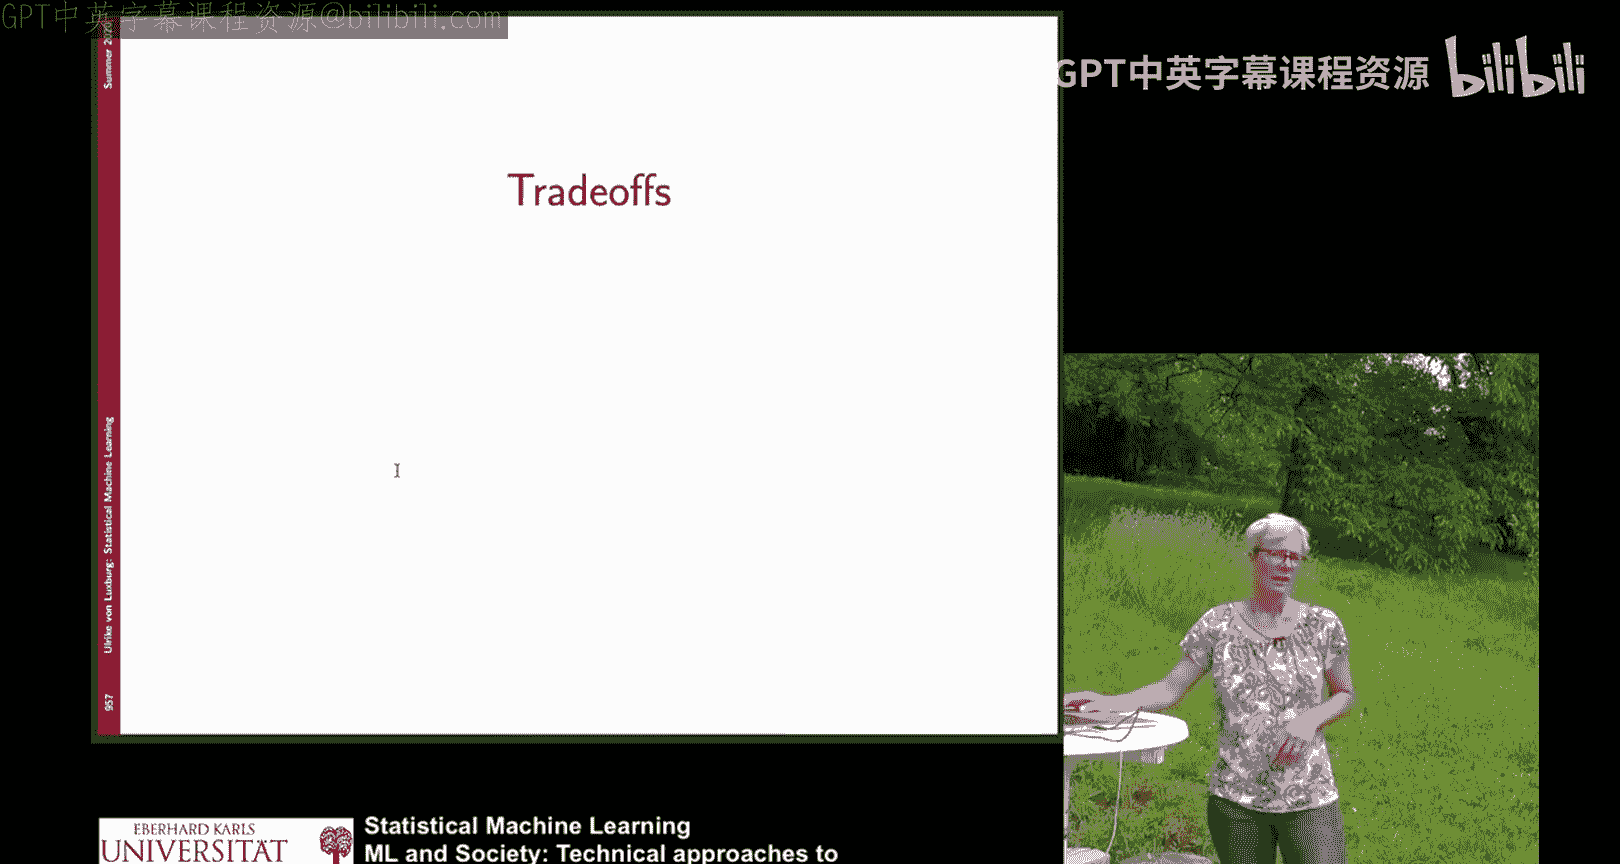 GPT中英字幕课程资源@bilibili.com
GPT中英字幕课程资源 bilibili
Summer
Tradeoffs
Ulrike von Luxburg: Statistical Machine Learning
957
EBERHARD KARLS
UNIVERSITÄT
Statistical Machine Learning
ML and Society: Technical approaches to